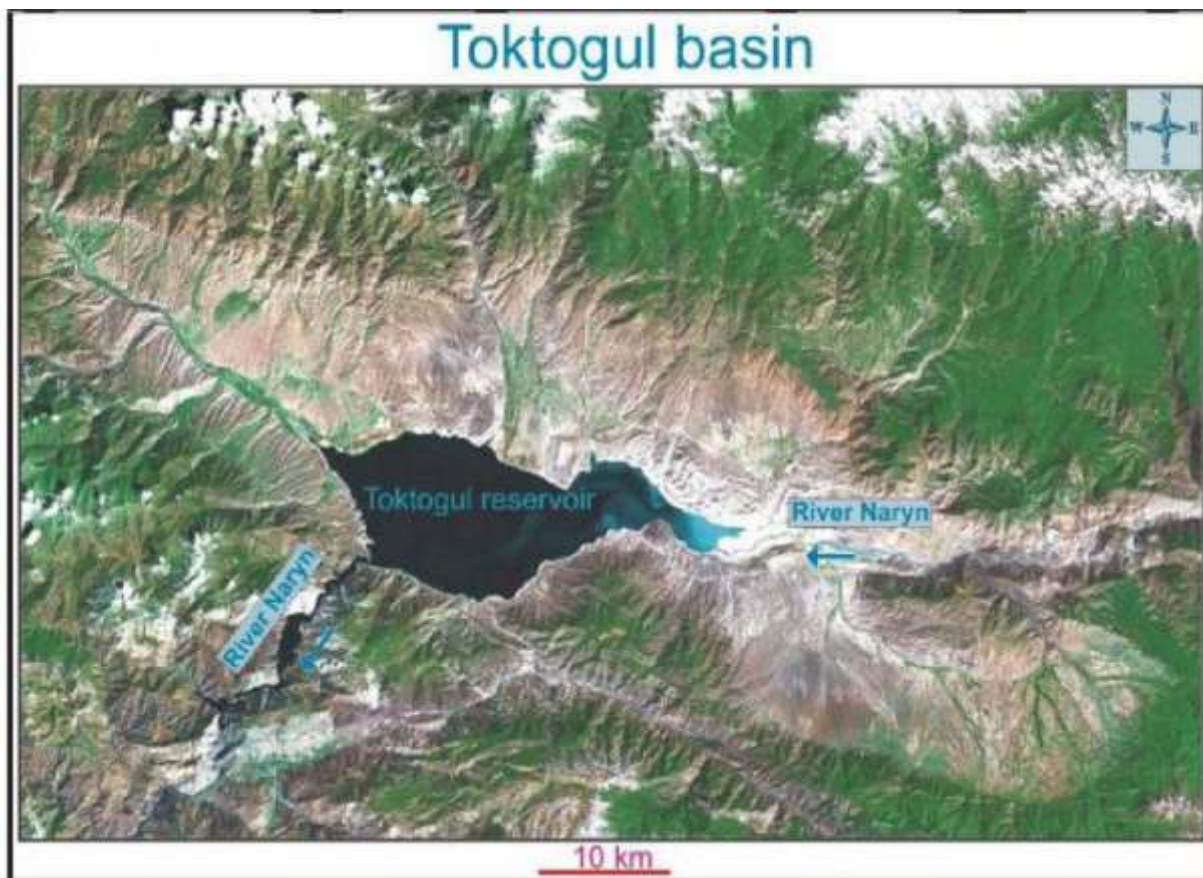 Toktogul basin
N
W E
S
Toktogul reservoir
River Naryn
River Naryn
10 km